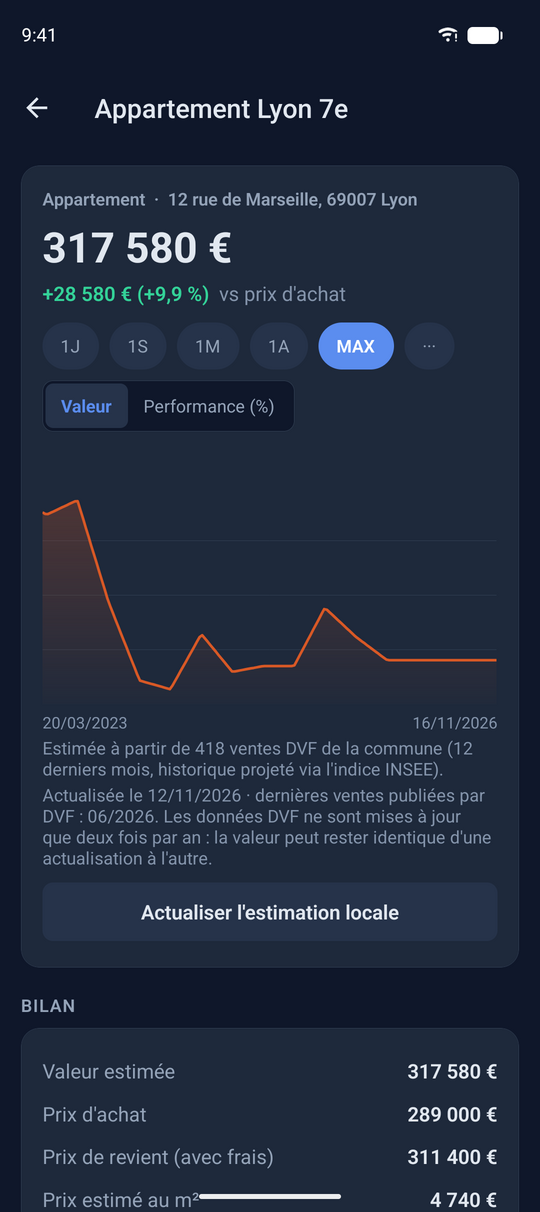 9:41
Appartement Lyon 7e
Appartement · 12 rue de Marseille, 69007 Lyon
317 580 €
+28 580 € (+9,9 %) vs prix d'achat
1J 1S 1M 1A MAX ···
Valeur Performance (%)
20/03/2023 16/11/2026
Estimée à partir de 418 ventes DVF de la commune (12
derniers mois, historique projeté via l'indice INSEE).
Actualisée le 12/11/2026 · dernières ventes publiées par
DVF : 06/2026. Les données DVF ne sont mises à jour
que deux fois par an : la valeur peut rester identique d'une
actualisation à l'autre.
Actualiser l'estimation locale
BILAN
Valeur estimée 317 580 €
Prix d'achat 289 000 €
Prix de revient (avec frais) 311 400 €
Prix estimé au m² 4 740 €